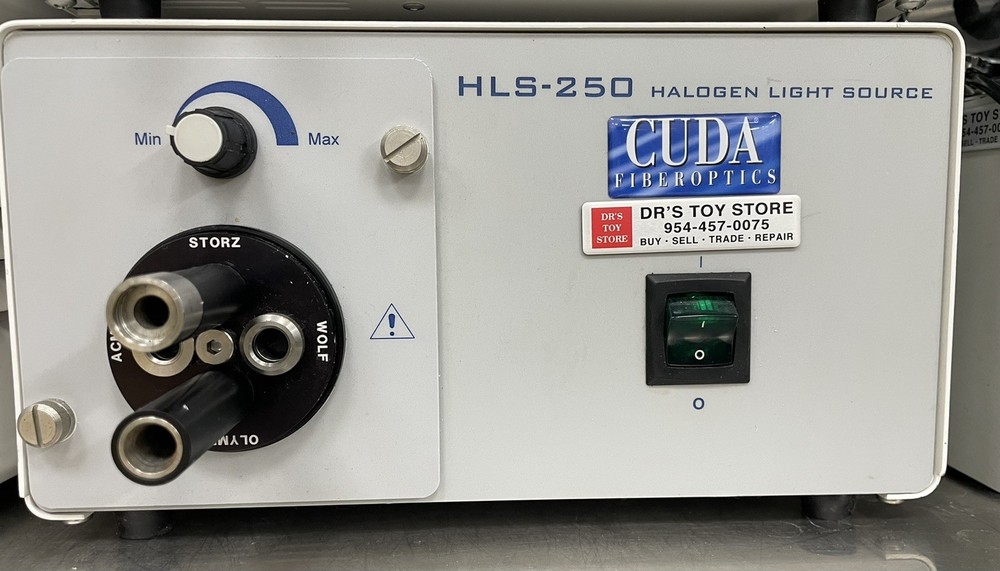 HLS-250 HALOGEN LIGHT SOURCE
Min Max
CUDA
FIBEROPTICS
DR'S
TOY
STORE
DR'S TOY STORE
954-457-0075
BUY · SELL · TRADE · REPAIR
STORZ
WOLF
I
I
O
O